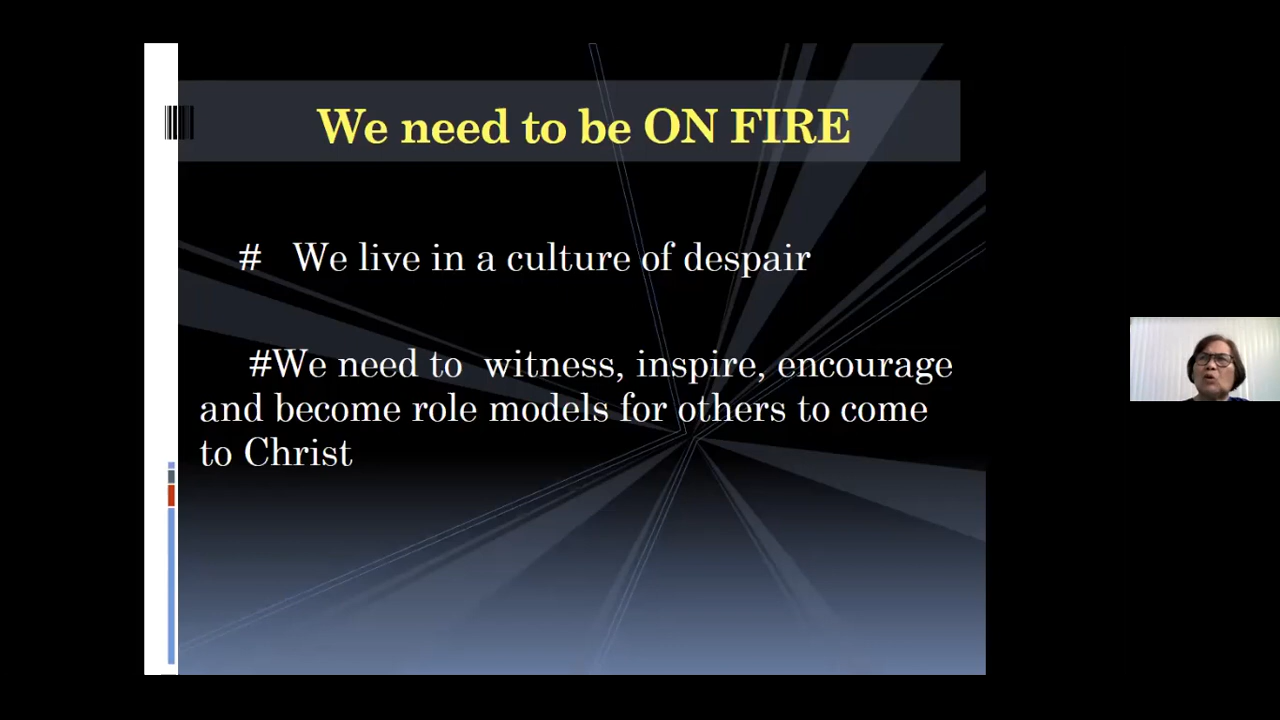 We need to be ON FIRE
# We live in a culture of despair
#We need to witness, inspire, encourage
and become role models for others to come
to Christ